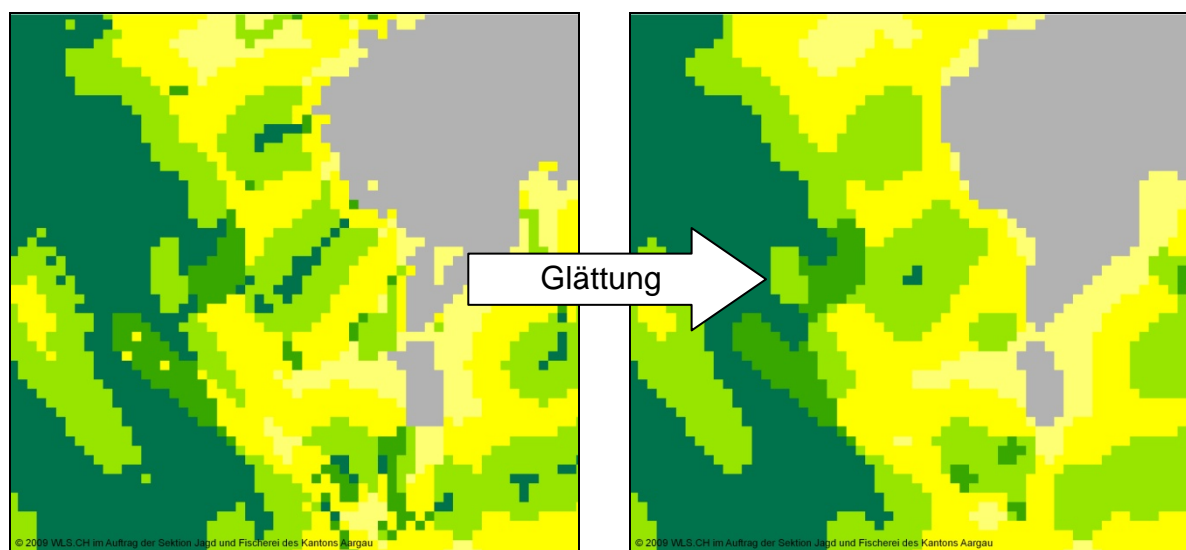 Glättung
© 2009 WLS.CH im Auftrag der Sektion Jagd und Fischerei des Kantons Aargau
© 2009 WLS.CH im Auftrag der Sektion Jagd und Fischerei des Kantons Aargau